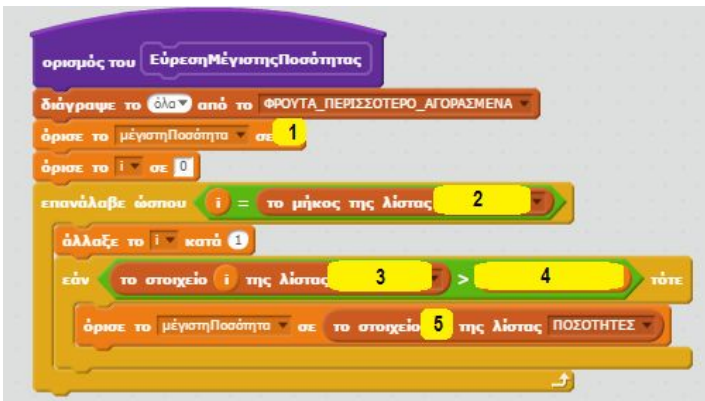 ορισμός του ΕύρεσηΜέγιστηςΠοσότητας
διάγραψε το όλα από το ΦΡΟΥΤΑ_ΠΕΡΙΣΣΟΤΕΡΟ_ΑΓΟΡΑΣΜΕΝΑ
όρισε το μέγιστηΠοσότητα σε 1
όρισε το i σε 0
επανάλαβε ώσπου i = το μήκος της λίστας 2
άλλαξε το i κατά 1
εάν το στοιχείο i της λίστας 3 > 4 τότε
όρισε το μέγιστηΠοσότητα σε το στοιχείο 5 της λίστας ΠΟΣΟΤΗΤΕΣ